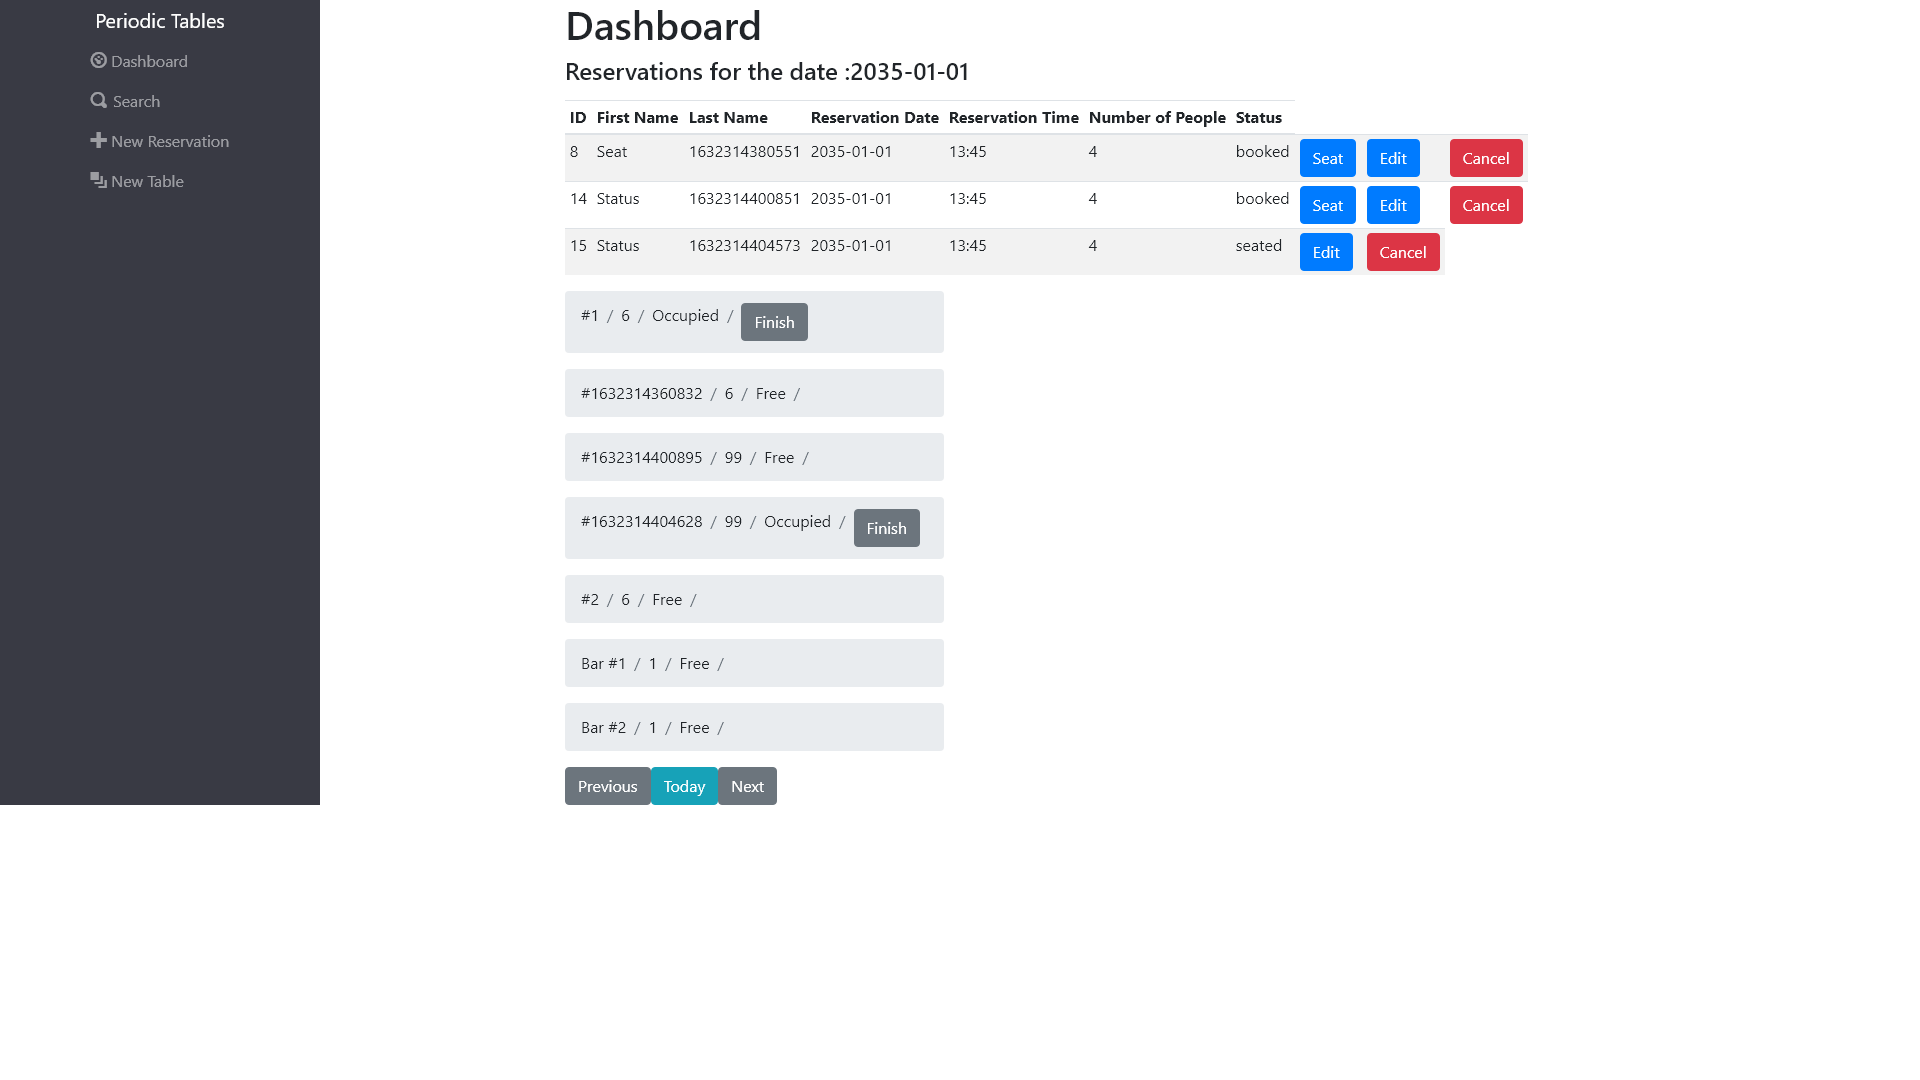 Periodic Tables
Dashboard
Search
New Reservation
New Table
Dashboard
Reservations for the date :2035-01-01
ID First Name Last Name Reservation Date Reservation Time Number of People Status
8 Seat 1632314380551 2035-01-01 13:45 4 booked Seat Edit Cancel
14 Status 1632314400851 2035-01-01 13:45 4 booked Seat Edit Cancel
15 Status 1632314404573 2035-01-01 13:45 4 seated Edit Cancel
#1 / 6 / Occupied / Finish
#1632314360832 / 6 / Free /
#1632314400895 / 99 / Free /
#1632314404628 / 99 / Occupied / Finish
#2 / 6 / Free /
Bar #1 / 1 / Free /
Bar #2 / 1 / Free /
Previous Today Next